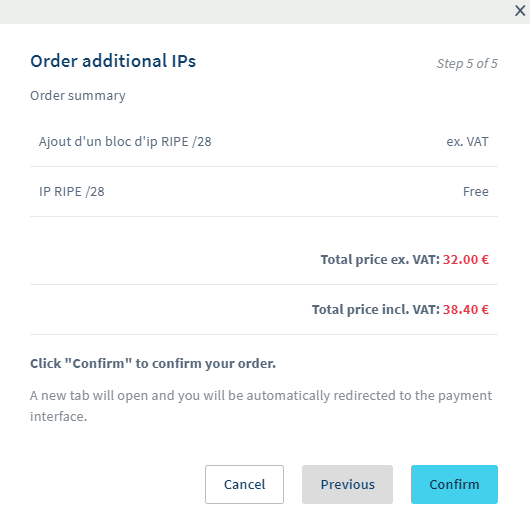 Order additional IPs
Step 5 of 5
Order summary
Ajout d'un bloc d'ip RIPE /28 ex. VAT
IP RIPE /28 Free
Total price ex. VAT: 32.00 €
Total price incl. VAT: 38.40 €
Click "Confirm" to confirm your order.
A new tab will open and you will be automatically redirected to the payment
interface.
Cancel Previous Confirm